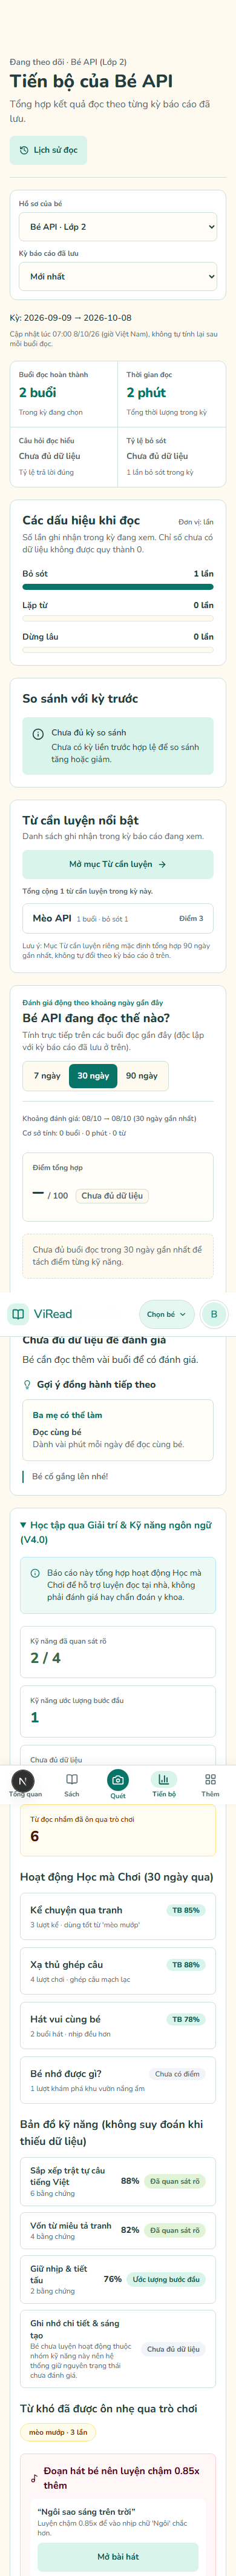 Đang theo dõi · Bé API (Lớp 2)
Tiến bộ của Bé API
Tổng hợp kết quả đọc theo từng kỳ báo cáo đã
lưu.
Lịch sử đọc
Hồ sơ của bé
Bé API · Lớp 2
Kỳ báo cáo đã lưu
Mới nhất
Kỳ: 2026-09-09 → 2026-10-08
Cập nhật lúc 07:00 8/10/26 (giờ Việt Nam), không tự tính lại sau
mỗi buổi đọc.
Buổi đọc hoàn thành
2 buổi
Trong kỳ đang chọn
Thời gian đọc
2 phút
Tổng thời lượng trong kỳ
Câu hỏi đọc hiểu
Chưa đủ dữ liệu
Tỷ lệ trả lời đúng
Tỷ lệ bỏ sót
Chưa đủ dữ liệu
1 lần bỏ sót trong kỳ
Các dấu hiệu khi đọc
Đơn vị: lần
Số lần ghi nhận trong kỳ đang xem. Chỉ số chưa có
dữ liệu không được quy thành 0.
Bỏ sót 1 lần
Lặp từ 0 lần
Dừng lâu 0 lần
So sánh với kỳ trước
Chưa đủ kỳ so sánh
Chưa có kỳ liền trước hợp lệ để so sánh
tăng hoặc giảm.
Từ cần luyện nổi bật
Danh sách ghi nhận trong kỳ báo cáo đang xem.
Mở mục Từ cần luyện →
Tổng cộng 1 từ cần luyện trong kỳ này.
Mèo API 1 buổi · bỏ sót 1 Điểm 3
Lưu ý: Mục Từ cần luyện riêng mặc định tổng hợp 90 ngày
gần nhất, không tự đổi theo kỳ báo cáo ở trên.
Đánh giá động theo khoảng ngày gần đây
Bé API đang đọc thế nào?
Tính trực tiếp trên các buổi đọc gần đây (độc lập
với kỳ báo cáo đã lưu ở trên).
7 ngày 30 ngày 90 ngày
Khoảng đánh giá: 08/10 → 08/10 (30 ngày gần nhất)
Cơ sở tính: 0 buổi · 0 phút · 0 từ
Điểm tổng hợp
— / 100 Chưa đủ dữ liệu
Chưa đủ buổi đọc trong 30 ngày gần nhất để
tách điểm từng kỹ năng.
ViRead
Chọn bé
B
Chưa đủ dữ liệu để đánh giá
Bé cần đọc thêm vài buổi để có đánh giá.
Gợi ý đồng hành tiếp theo
Ba mẹ có thể làm
Đọc cùng bé
Dành vài phút mỗi ngày để đọc cùng bé.
Bé cố gắng lên nhé!
▼ Học tập qua Giải trí & Kỹ năng ngôn ngữ
(V4.0)
Báo cáo này tổng hợp hoạt động Học mà
Chơi để hỗ trợ luyện đọc tại nhà, không
phải đánh giá hay chẩn đoán y khoa.
Kỹ năng đã quan sát rõ
2 / 4
Kỹ năng ước lượng bước đầu
1
Chưa đủ dữ liệu
N
Tổng quan
Sách
Quét
Tiến bộ
Thêm
Từ đọc nhầm đã ôn qua trò chơi
6
Hoạt động Học mà Chơi (30 ngày qua)
Kể chuyện qua tranh TB 85%
3 lượt kể · dùng tốt từ 'mèo mướp'
Xạ thủ ghép câu TB 88%
4 lượt chơi · ghép câu mạch lạc
Hát vui cùng bé TB 78%
2 buổi hát · nhịp đều hơn
Bé nhớ được gì? Chưa có điểm
1 lượt khám phá khu vườn nấng ấm
Bản đồ kỹ năng (không suy đoán khi
thiếu dữ liệu)
Sắp xếp trật tự câu
tiếng Việt
6 bằng chứng
88% Đã quan sát rõ
Vốn từ miêu tả tranh
4 bằng chứng
82% Đã quan sát rõ
Giữ nhịp & tiết
tấu
2 bằng chứng
76% Ước lượng bước đầu
Ghi nhớ chi tiết & sáng
tạo
Bé chưa luyện hoạt động thuộc
nhóm kỹ năng này nên hệ
thống giữ nguyên trạng thái
chưa đánh giá.
Chưa đủ dữ liệu
Từ khó đã được ôn nhẹ qua trò chơi
mèo mướp · 3 lần
Đoạn hát bé nên luyện chậm 0.85x
thêm
“Ngôi sao sáng trên trời”
Luyện chậm 0.85x để vào nhịp chữ 'Ngôi' chắc
hơn.
Mở bài hát